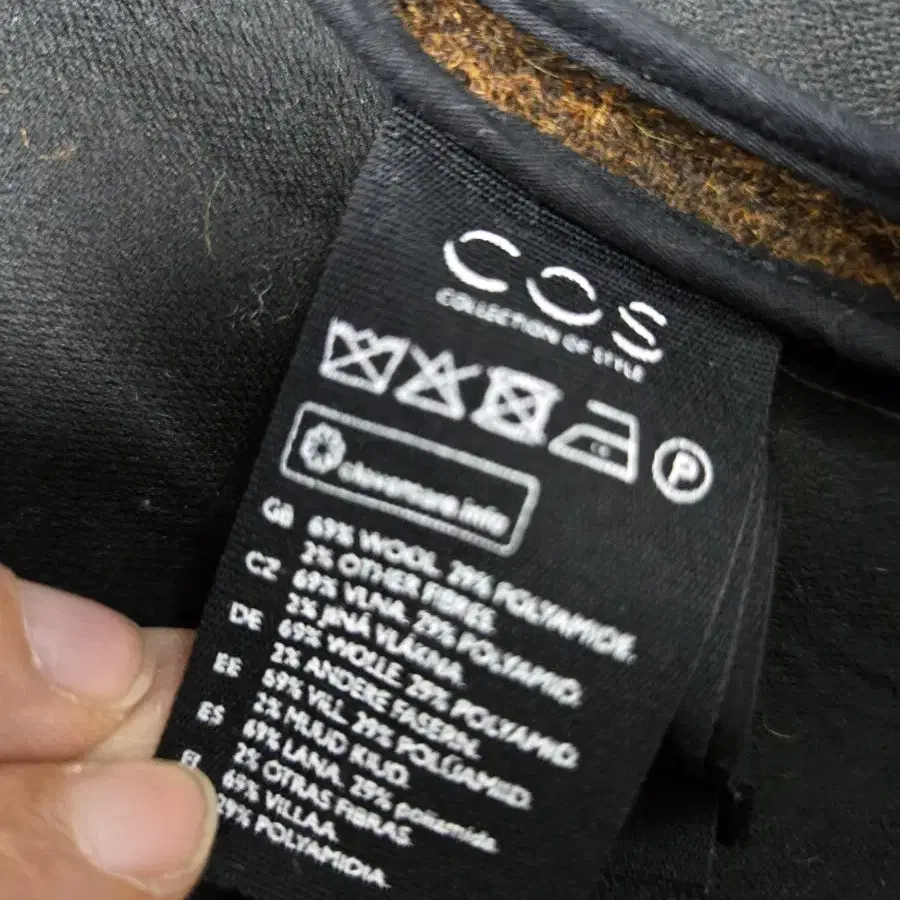 COS
COLLECTION OF STYLE
P
clevercare.info
GB 69% WOOL. 29% POLYAMIDE.
2% OTHER FIBRES.
CZ 69% VLNA. 29% POLYAMID.
2% JINÁ VLÁKNA.
DE 69% WOLLE. 29% POLYAMID.
2% ANDERE FASERN.
EE 69% VILL. 29% POLÜAMIID.
2% MUUD KIUD.
ES 69% LANA. 29% poliamida.
2% OTRAS FIBRAS.
FI 69% VILLAA.
29% POLYAMIDIA.